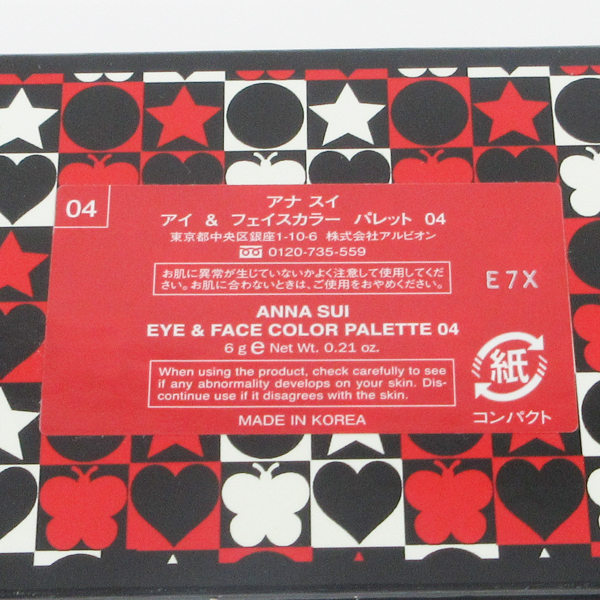 04
アナ スイ
アイ & フェイスカラー パレット 04
東京都中央区銀座1-10-6 株式会社アルビオン
0120-735-559
お肌に異常が生じていないかよく注意して使用してくだ
さい。お肌に合わないときは、ご使用をおやめください。
E7X
ANNA SUI
EYE & FACE COLOR PALETTE 04
6 g e Net Wt. 0.21 oz.
When using the product, check carefully to see
if any abnormality develops on your skin. Dis-
continue use if it disagrees with the skin.
MADE IN KOREA
紙
コンパクト